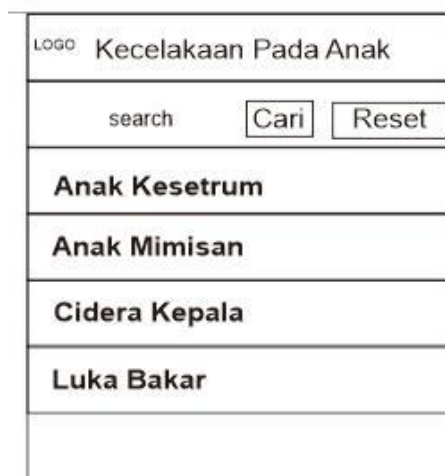 LOGO Kecelakaan Pada Anak
search Cari Reset
Anak Kesetrum
Anak Mimisan
Cidera Kepala
Luka Bakar